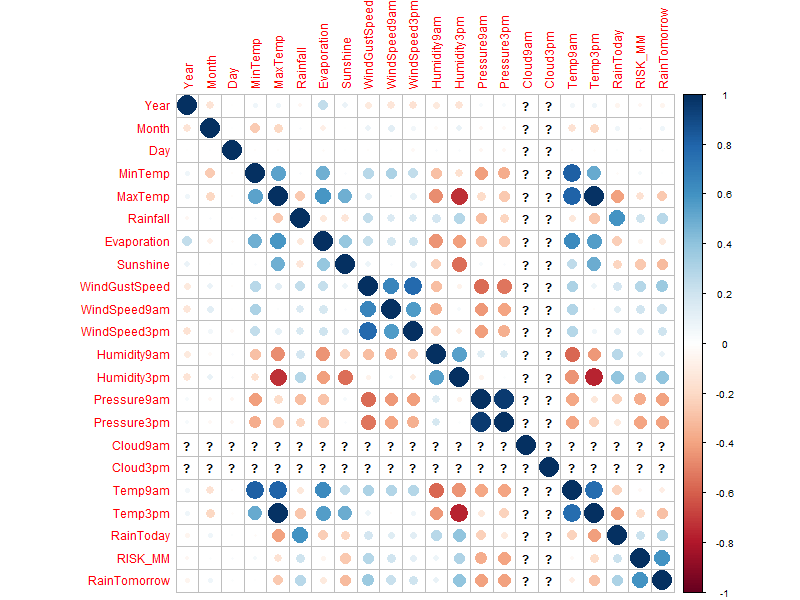 Year Month Day MinTemp MaxTemp Rainfall Evaporation Sunshine WindGustSpeed WindSpeed9am WindSpeed3pm Humidity9am Humidity3pm Pressure9am Pressure3pm Cloud9am Cloud3pm Temp9am Temp3pm RainToday RISK_MM RainTomorrow
Year ? ?
Month ? ?
Day ? ?
MinTemp ? ?
MaxTemp ? ?
Rainfall ? ?
Evaporation ? ?
Sunshine ? ?
WindGustSpeed ? ?
WindSpeed9am ? ?
WindSpeed3pm ? ?
Humidity9am ? ?
Humidity3pm ? ?
Pressure9am ? ?
Pressure3pm ? ?
Cloud9am ? ? ? ? ? ? ? ? ? ? ? ? ? ? ? ? ? ? ? ? ?
Cloud3pm ? ? ? ? ? ? ? ? ? ? ? ? ? ? ? ? ? ? ? ? ?
Temp9am ? ?
Temp3pm ? ?
RainToday ? ?
RISK_MM ? ?
RainTomorrow ? ?
1
0.8
0.6
0.4
0.2
0
-0.2
-0.4
-0.6
-0.8
-1